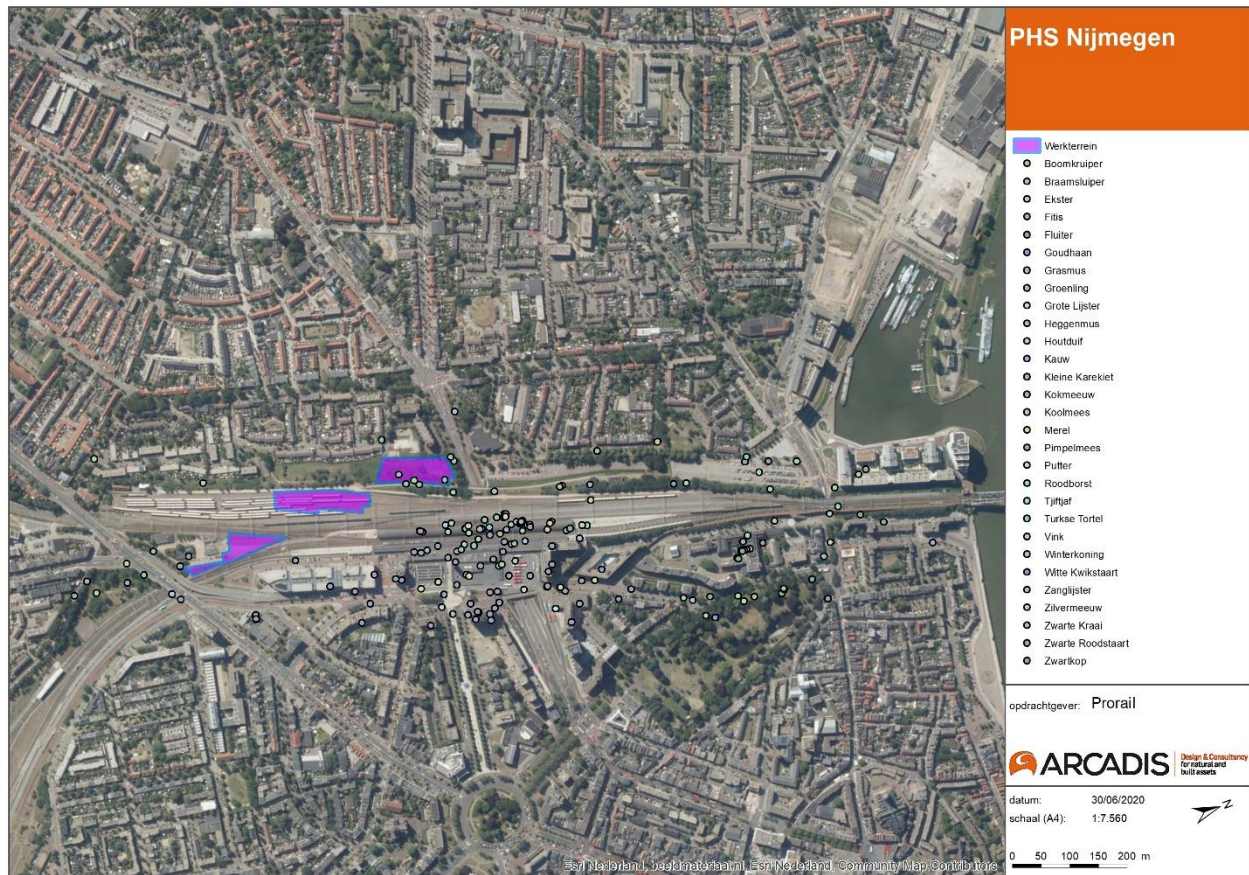 PHS Nijmegen
Werkterrein
Boomkruiper
Braamsluiper
Ekster
Fitis
Fluiter
Goudhaan
Grasmus
Groenling
Grote Lijster
Heggenmus
Houtduif
Kauw
Kleine Karekiet
Kokmeeuw
Koolmees
Merel
Pimpelmees
Putter
Roodborst
Tjiftjaf
Turkse Tortel
Vink
Winterkoning
Witte Kwikstaart
Zanglijster
Zilvermeeuw
Zwarte Kraai
Zwarte Roodstaart
Zwartkop
opdrachtgever: Prorail
ARCADIS
Design & Consultancy
for natural and
built assets
datum: 30/06/2020
schaal (A4): 1:7.560
Z
0 50 100 150 200 m
Esri Nederland, beeldmateriaal.nl, Esri Nederland, Community Map Contributors